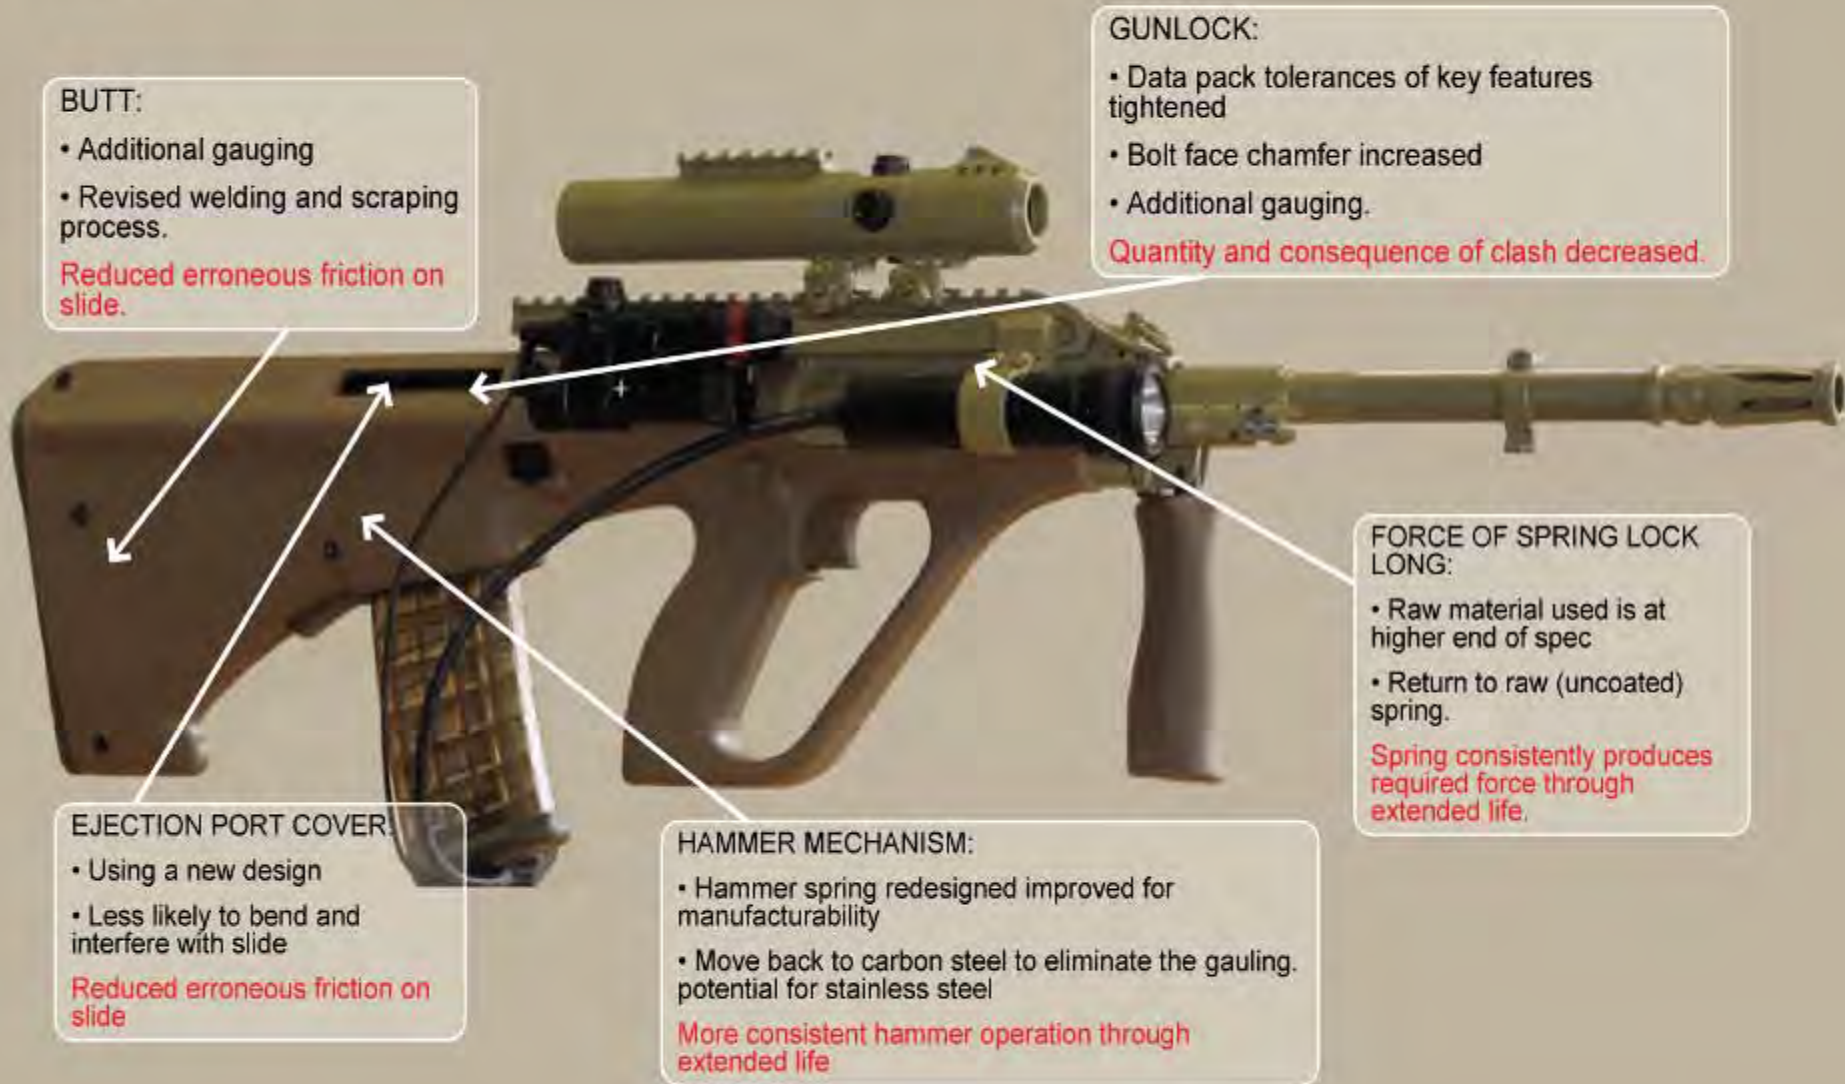 BUTT:
• Additional gauging
• Revised welding and scraping
process.
Reduced erroneous friction on
slide.
GUNLOCK:
• Data pack tolerances of key features
tightened
• Bolt face chamfer increased
• Additional gauging.
Quantity and consequence of clash decreased.
FORCE OF SPRING LOCK
LONG:
• Raw material used is at
higher end of spec
• Return to raw (uncoated)
spring.
Spring consistently produces
required force through
extended life.
EJECTION PORT COVER:
• Using a new design
• Less likely to bend and
interfere with slide
Reduced erroneous friction on
slide
HAMMER MECHANISM:
• Hammer spring redesigned improved for
manufacturability
• Move back to carbon steel to eliminate the gauling.
potential for stainless steel
More consistent hammer operation through
extended life